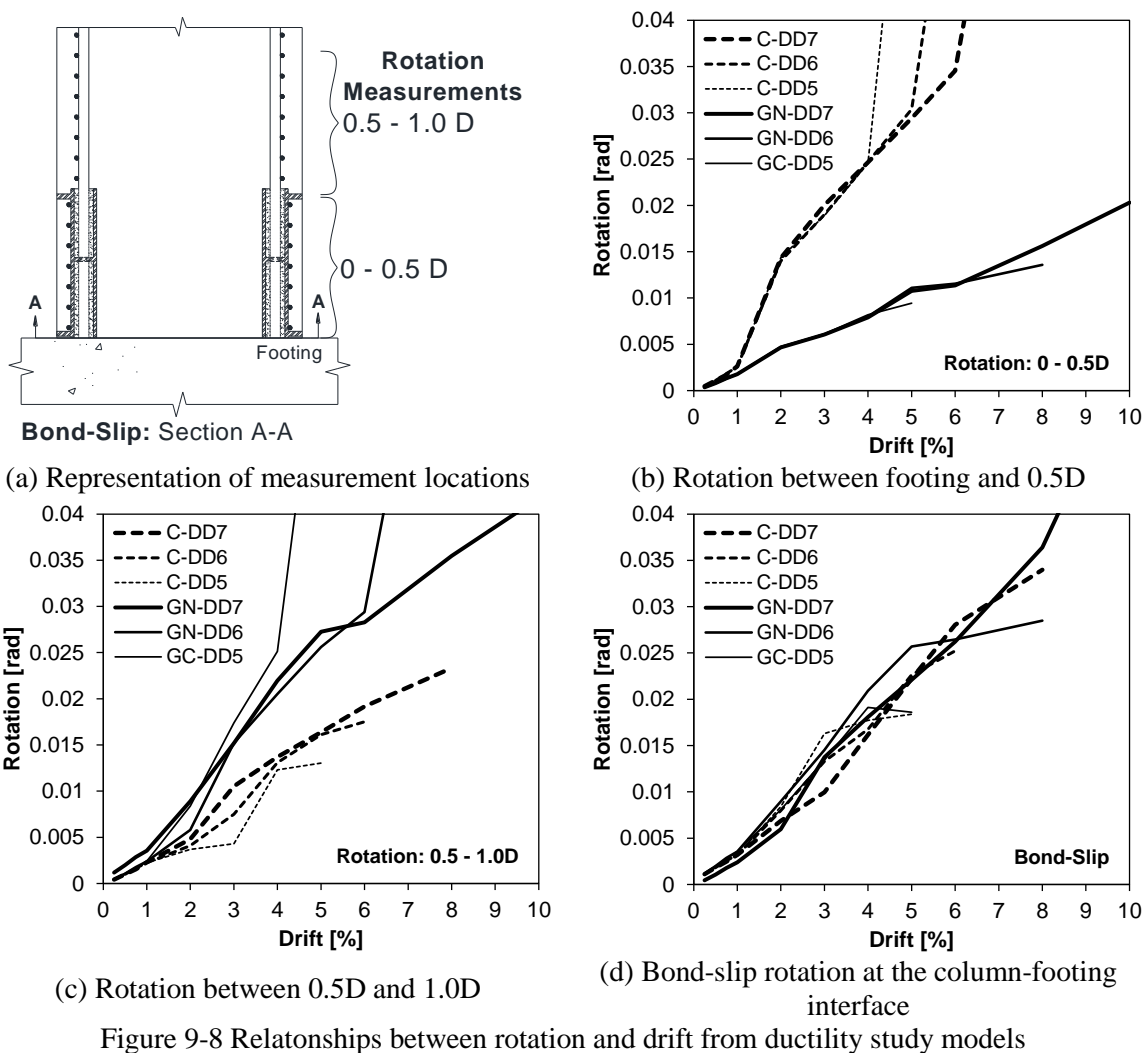 Rotation
Measurements
0.5 - 1.0 D
0 - 0.5 D
A
A
Footing
Bond-Slip: Section A-A
(a) Representation of measurement locations
0.04
0.035
0.03
0.025
0.02
0.015
0.01
0.005
0
Rotation [rad]
C-DD7
C-DD6
C-DD5
GN-DD7
GN-DD6
GC-DD5
Rotation: 0 - 0.5D
0 1 2 3 4 5 6 7 8 9 10
Drift [%]
(b) Rotation between footing and 0.5D
0.04
0.035
0.03
0.025
0.02
0.015
0.01
0.005
0
Rotation [rad]
C-DD7
C-DD6
C-DD5
GN-DD7
GN-DD6
GC-DD5
Rotation: 0.5 - 1.0D
0 1 2 3 4 5 6 7 8 9 10
Drift [%]
(c) Rotation between 0.5D and 1.0D
0.04
0.035
0.03
0.025
0.02
0.015
0.01
0.005
0
Rotation [rad]
C-DD7
C-DD6
C-DD5
GN-DD7
GN-DD6
GC-DD5
Bond-Slip
0 1 2 3 4 5 6 7 8 9 10
Drift [%]
(d) Bond-slip rotation at the column-footing
interface
Figure 9-8 Relatonships between rotation and drift from ductility study models